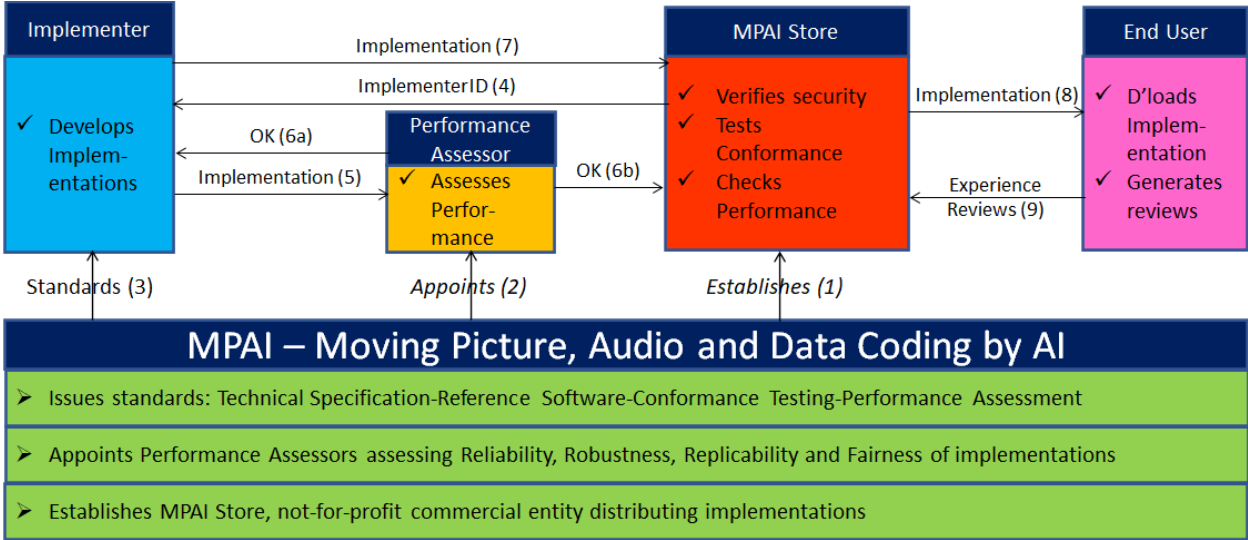 Implementer
MPAI Store
End User
Implementation (7)
ImplementerID (4)
✓ Develops
Implem-
entations
OK (6a)
Implementation (5)
Performance
Assessor
✓ Assesses
Perfor-
mance
OK (6b)
✓ Verifies security
✓ Tests
Conformance
✓ Checks
Performance
Implementation (8)
Experience
Reviews (9)
✓ D'loads
Implem-
entation
✓ Generates
reviews
Standards (3)
Appoints (2)
Establishes (1)
MPAI – Moving Picture, Audio and Data Coding by AI
➢ Issues standards: Technical Specification-Reference Software-Conformance Testing-Performance Assessment
➢ Appoints Performance Assessors assessing Reliability, Robustness, Replicability and Fairness of implementations
➢ Establishes MPAI Store, not-for-profit commercial entity distributing implementations